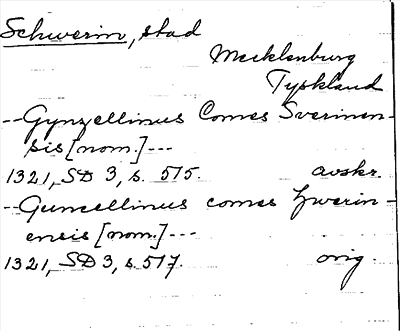 Schwerin, stad
Mecklenburg
Tyskland
--Gynzellinus Comes Swerinen-
sis [nom.]---
1321, SD 3, s. 515. avskr.
--Guncellinus comes Zwerin-
ensis [nom.]---
1321, SD 3, s. 517. orig.